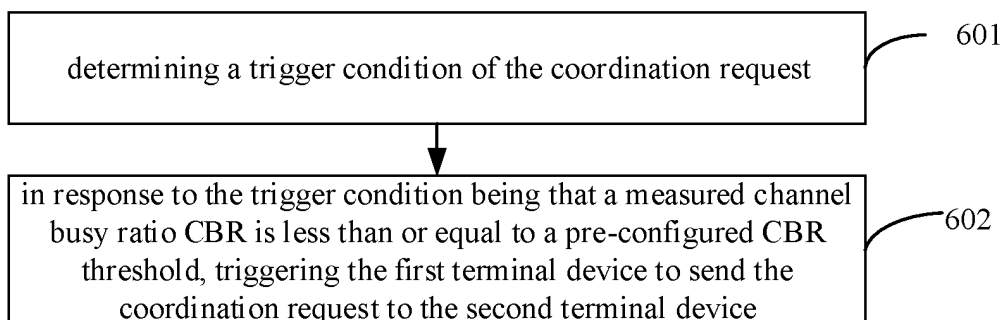 determining a trigger condition of the coordination request
601
in response to the trigger condition being that a measured channel
busy ratio CBR is less than or equal to a pre-configured CBR
threshold, triggering the first terminal device to send the
coordination request to the second terminal device
602